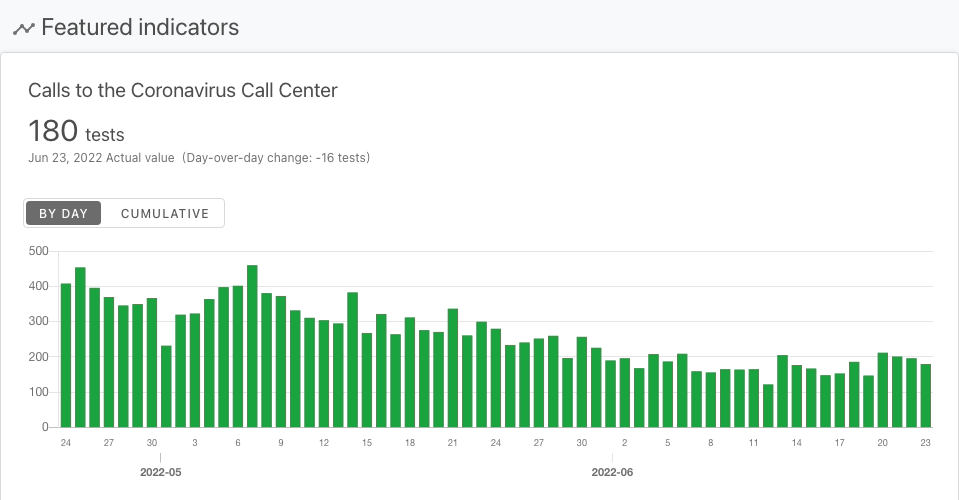 Featured indicators
Calls to the Coronavirus Call Center
180 tests
Jun 23, 2022 Actual value (Day-over-day change: -16 tests)
BY DAY CUMULATIVE
500
400
300
200
100
0
24 27 30 3 6 9 12 15 18 21 24 27 30 2 5 8 11 14 17 20 23
2022-05 2022-06